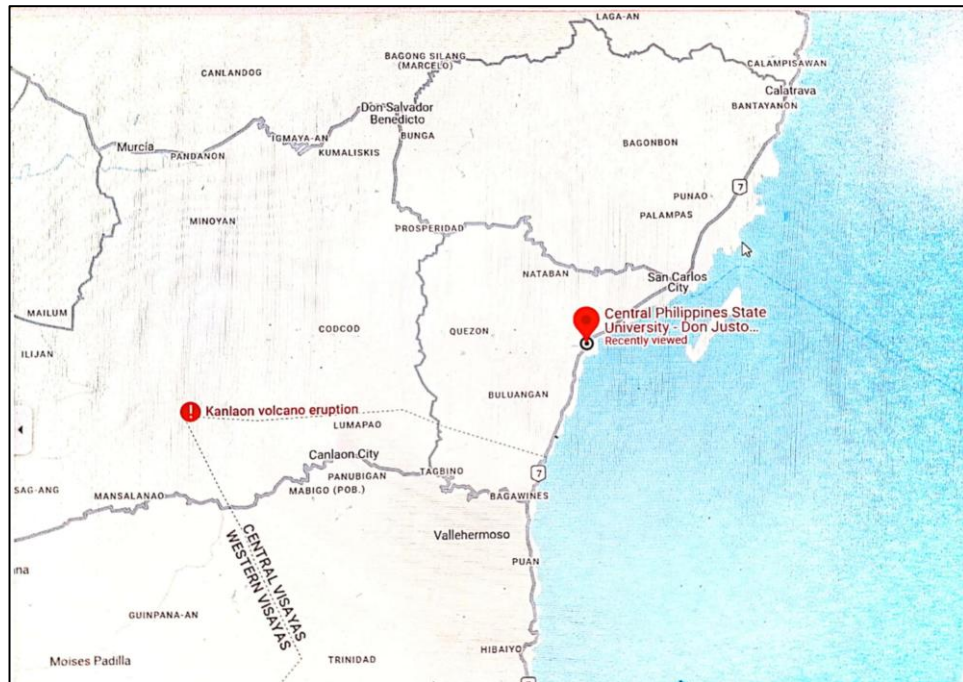 LAGA-AN
BAGONG SILANG
(MARCELO)
CALAMPISAWAN
CANLANDOG
Calatrava
BANTAYANON
Don Salvador
Benedicto
BUNGA
IGMAYA-AN
Murcia
PANDANON
KUMALISKIS
BAGONBON
7
PUNAO
PALAMPAS
MINOYAN
PROSPERIDAD
NATABAN
San Carlos
City
MAILUM
CODCOD
QUEZON
Central Philippines State
University - Don Justo...
Recently viewed
ILIJAN
BULUANGAN
Kanlaon volcano eruption
LUMAPAO
Canlaon City
TAGBINO
7
PANUBIGAN
SAG-ANG
MANSALANAO
MABIGO (POB.)
BAGAWINES
Vallehermoso
CENTRAL VISAYAS
WESTERN VISAYAS
PUAN
na
GUINPANA-AN
HIBAIYO
Moises Padilla
TRINIDAD